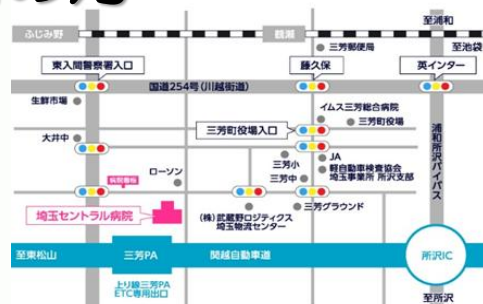 至浦和
ふじみ野
鶴瀬
三芳郵便局
至池袋
東入間警察署入口
藤久保
英インター
国道254号(川越街道)
生鮮市場
イムス三芳総合病院
三芳町役場
三芳町役場入口
大井中
浦和所沢バイパス
三芳小
JA
ローソン
三芳中
軽自動車検査協会
埼玉事業所 所沢支部
病院看板
三芳グラウンド
埼玉セントラル病院
(株)武蔵野ロジスティクス
埼玉物流センター
至東松山
三芳PA
関越自動車道
所沢IC
上り線三芳PA
ETC専用出口
至所沢